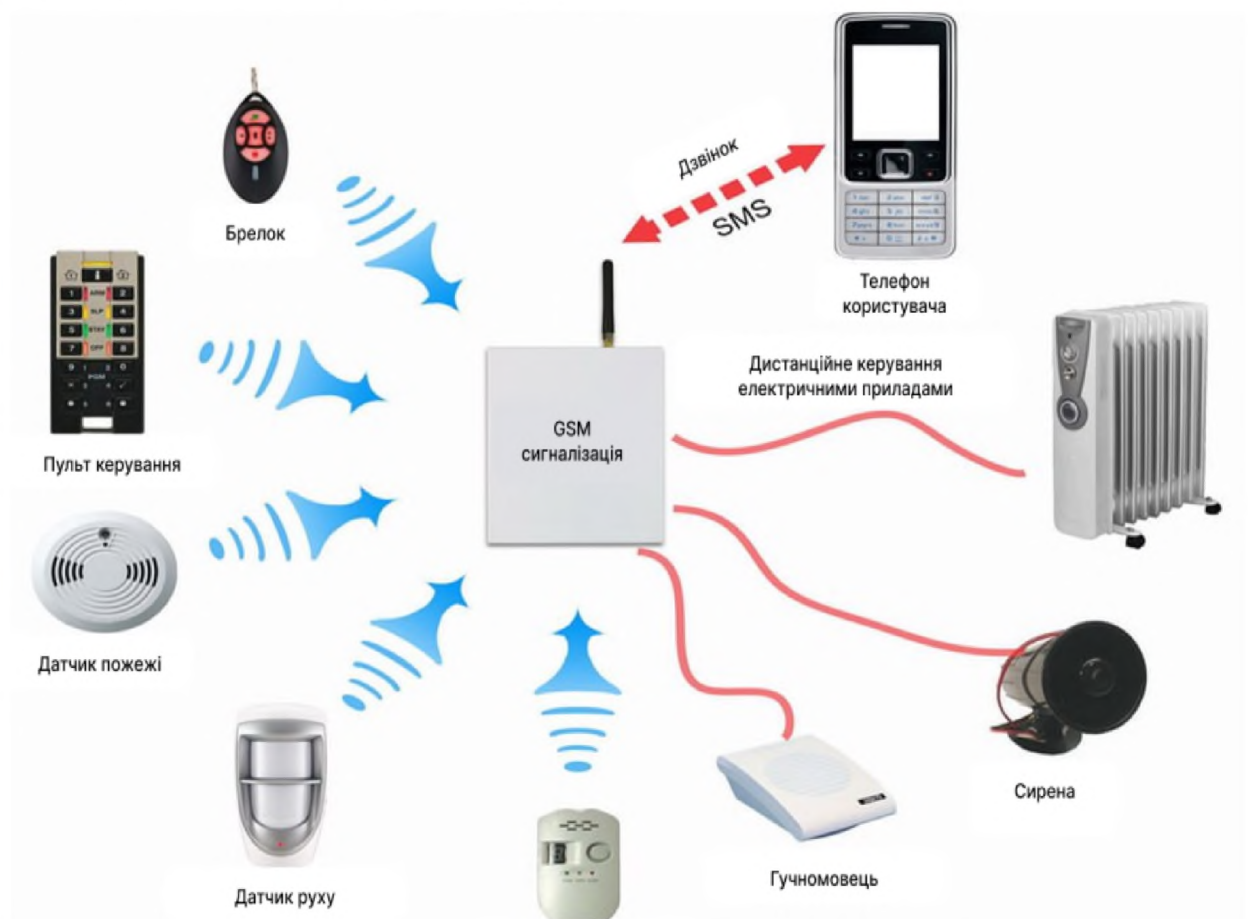 Дзвінок
SMS
Брелок
Телефон
користувача
Дистанційне керування
електричними приладами
GSM
сигналізація
Пульт керування
Датчик пожежі
Сирена
Гучномовець
Датчик руху